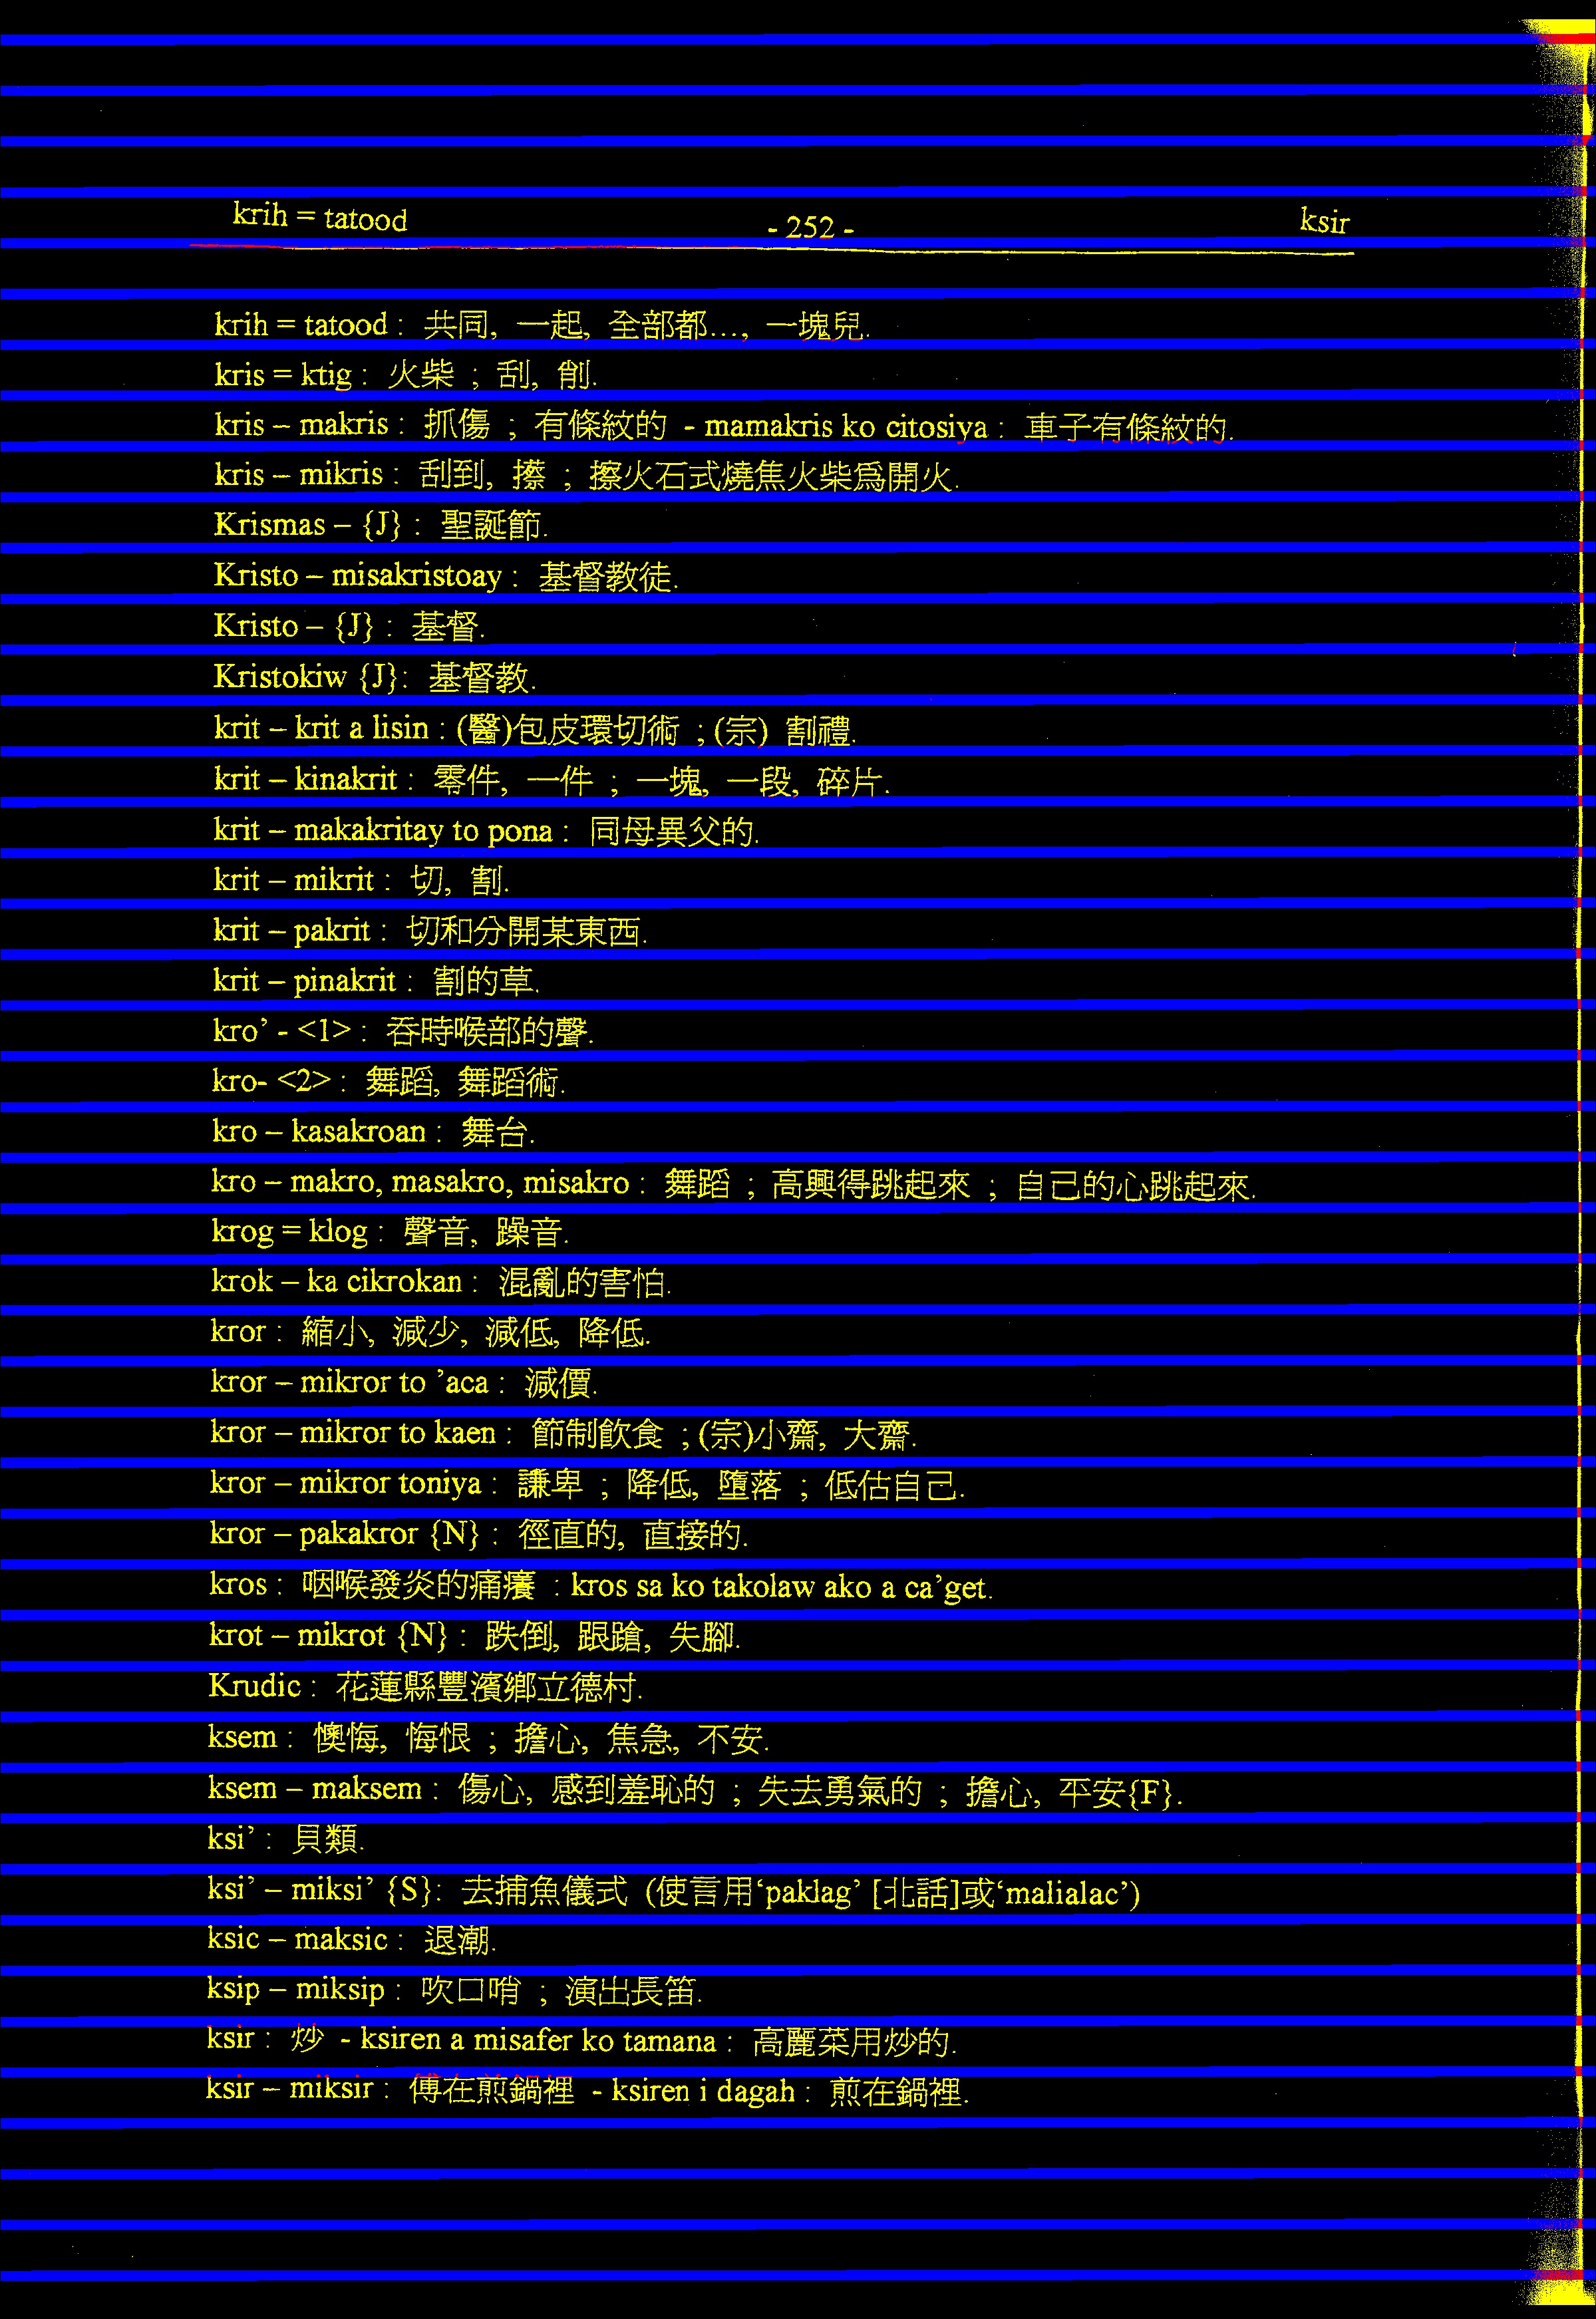 krih = tatood - 252 - ksir
krih = tatood : 共同, 一起, 全部都..., 一塊兒.
kris = ktig : 火柴 ; 刮, 削.
kris – makris : 抓傷 ; 有條紋的 - mamakris ko citosiya : 車子有條紋的.
kris – mikris : 刮到, 搽 ; 擦火石式燒焦火柴爲開火.
Krismas – {J} : 聖誕節.
Kristo – misakristoay : 基督教徒.
Kristo – {J} : 基督.
Kristokiw {J}: 基督教.
krit – krit a lisin : (醫)包皮環切術 ; (宗) 割禮.
krit – kinakrit : 零件, 一件 ; 一塊, 一段, 碎片.
krit – makakritay to pona : 同母異父的.
krit – mikrit : 切, 割.
krit – pakrit : 切和分開某東西.
krit – pinakrit : 割的草.
kro’ - <1> : 吞時喉部的聲.
kro- <2> : 舞蹈, 舞蹈術.
kro – kasakroan : 舞台.
kro – makro, masakro, misakro : 舞蹈 ; 高興得跳起來 ; 自己的心跳起來.
krog = klog : 聲音, 躁音.
krok – ka cikrokan : 混亂的害怕.
kror : 縮小, 減少, 減低, 降低.
kror – mikror to ’aca : 減價.
kror – mikror to kaen : 節制飲食 ; (宗)小齋, 大齋.
kror – mikror toniya : 謙卑 ; 降低, 墮落 ; 低估自己.
kror – pakakror {N} : 徑直的, 直接的.
kros : 咽喉發炎的痛癢 : kros sa ko takolaw ako a ca’get.
krot – mikrot {N} : 跌倒, 踉蹌, 失腳.
Krudic : 花蓮縣豐濱鄉立德村.
ksem : 懊悔, 悔恨 ; 擔心, 焦急, 不安.
ksem – maksem : 傷心, 感到羞恥的 ; 失去勇氣的 ; 擔心, 平安{F}.
ksi’ : 貝類.
ksi’ – miksi’ {S}: 去捕魚儀式 (使言用‘paklag’ [北話]或‘malialac’)
ksic – maksic : 退潮.
ksip – miksip : 吹口哨 ; 演出長笛.
ksir : 炒 - ksiren a misafer ko tamana : 高麗菜用炒的.
ksir – miksir : 傅在煎鍋裡 - ksiren i dagah : 煎在鍋裡.